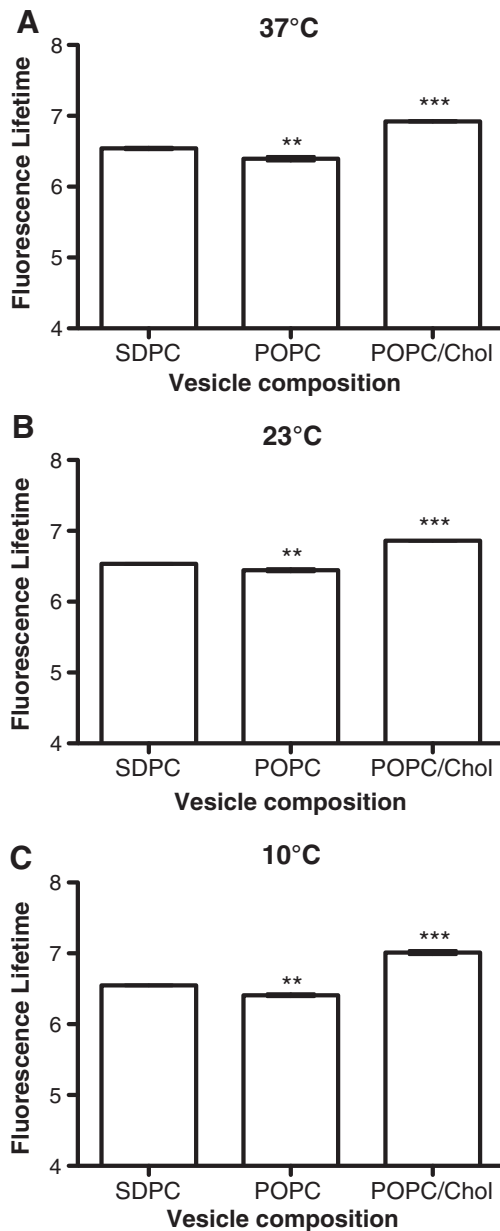 A
37°C
8
7
6
5
4
Fluorescence Lifetime
**
***
SDPC POPC POPC/Chol
Vesicle composition
B
23°C
8
7
6
5
4
Fluorescence Lifetime
**
***
SDPC POPC POPC/Chol
Vesicle composition
C
10°C
8
7
6
5
4
Fluorescence Lifetime
**
***
SDPC POPC POPC/Chol
Vesicle composition